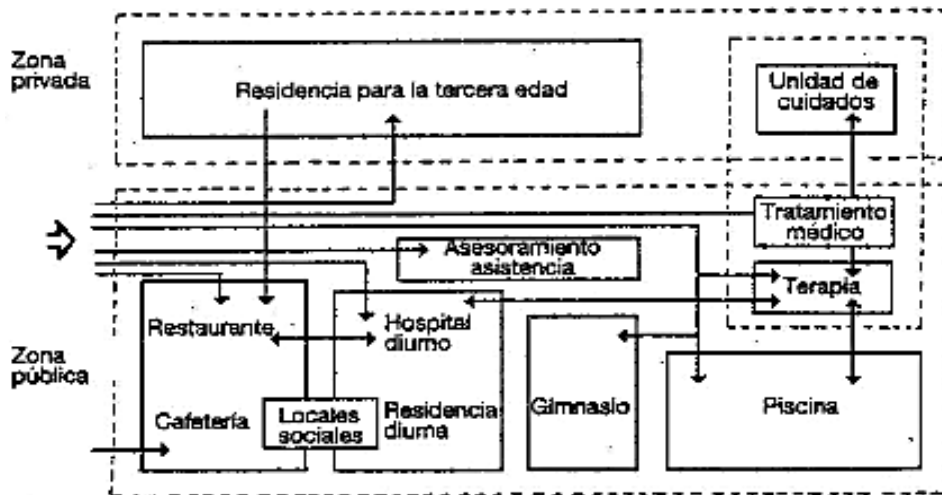 Zona
privada
Residencia para la tercera edad
Unidad de
cuidados
Tratamiento
médico
Asesoramiento
asistencia
Terapia
Restaurante
Hospital
diurno
Zona
pública
Cafetería
Locales
sociales
Residencia
diurna
Gimnasio
Piscina